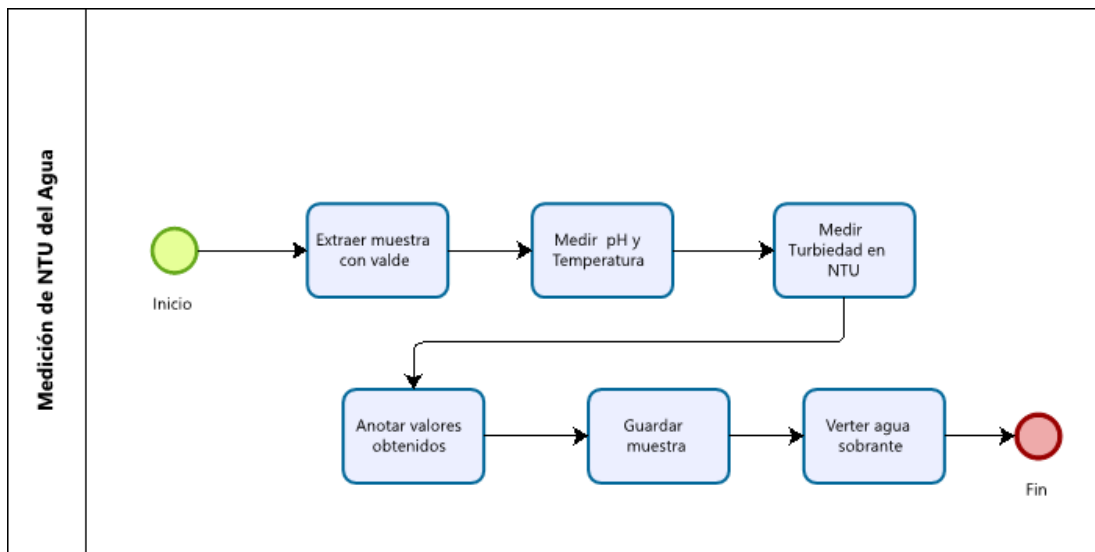 Medición de NTU del Agua
Inicio
Extraer muestra
con valde
Medir pH y
Temperatura
Medir
Turbiedad en
NTU
Anotar valores
obtenidos
Guardar
muestra
Verter agua
sobrante
Fin